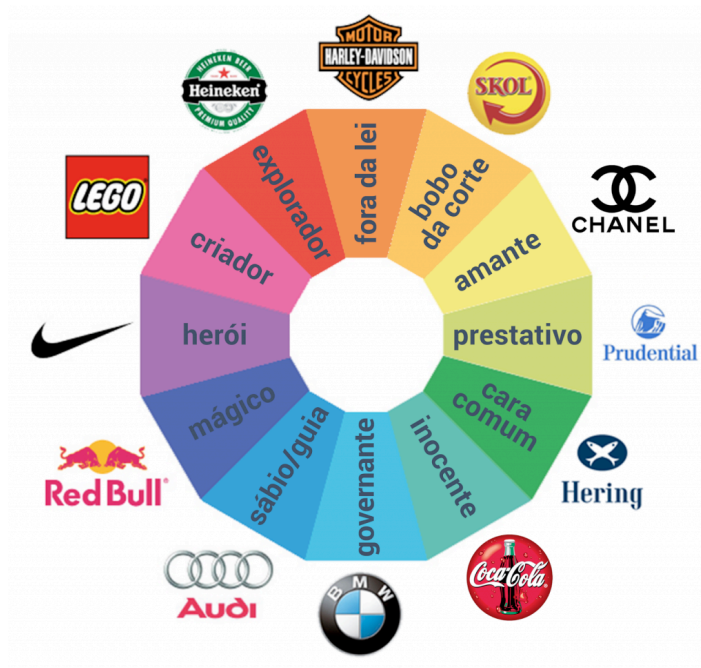 MOTOR
HARLEY-DAVIDSON
CYCLES
HEINEKEN BEER
Heineken
PREMIUM QUALITY
SKOL
LEGO
CHANEL
explorador
fora da lei
bobo
da corte
criador
amante
herói
prestativo
Prudential
mágico
cara
comum
sábio/guia
governante
inocente
Red Bull
Hering
Audi
BMW
Coca-Cola